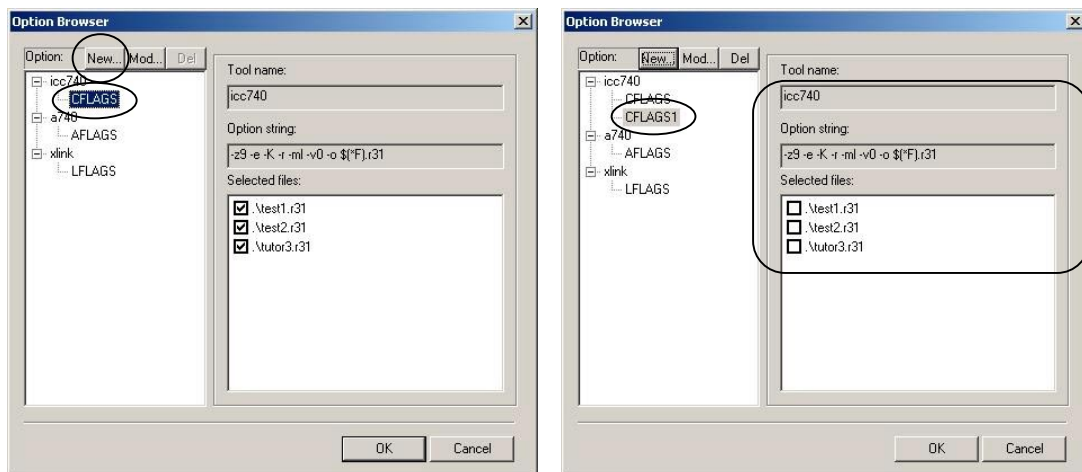 Option Browser
Option: New... Mod... Del
icc740
CFLAGS
a740
AFLAGS
xlink
LFLAGS
Tool name:
icc740
Option string:
-z9 -e -K -r -ml -v0 -o $(*F).r31
Selected files:
.\test1.r31
.\test2.r31
.\tutor3.r31
OK Cancel
Option Browser
Option: New... Mod... Del
icc740
CFLAGS
CFLAGS1
a740
AFLAGS
xlink
LFLAGS
Tool name:
icc740
Option string:
-z9 -e -K -r -ml -v0 -o $(*F).r31
Selected files:
.\test1.r31
.\test2.r31
.\tutor3.r31
OK Cancel